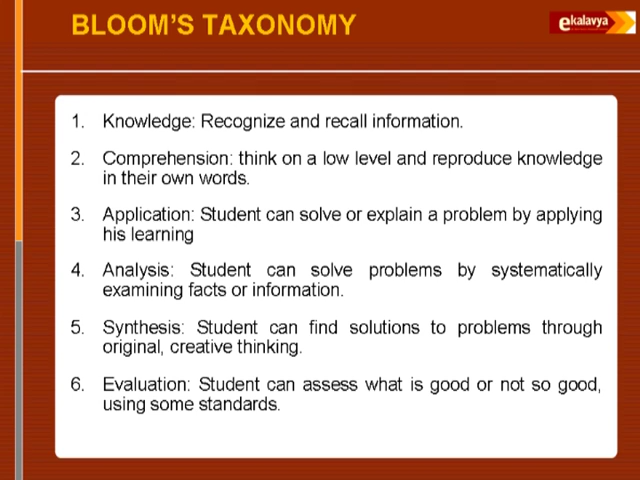 BLOOM'S TAXONOMY
ekalavya
1. Knowledge: Recognize and recall information.
2. Comprehension: think on a low level and reproduce knowledge
in their own words.
3. Application: Student can solve or explain a problem by applying
his learning
4. Analysis: Student can solve problems by systematically
examining facts or information.
5. Synthesis: Student can find solutions to problems through
original, creative thinking.
6. Evaluation: Student can assess what is good or not so good,
using some standards.